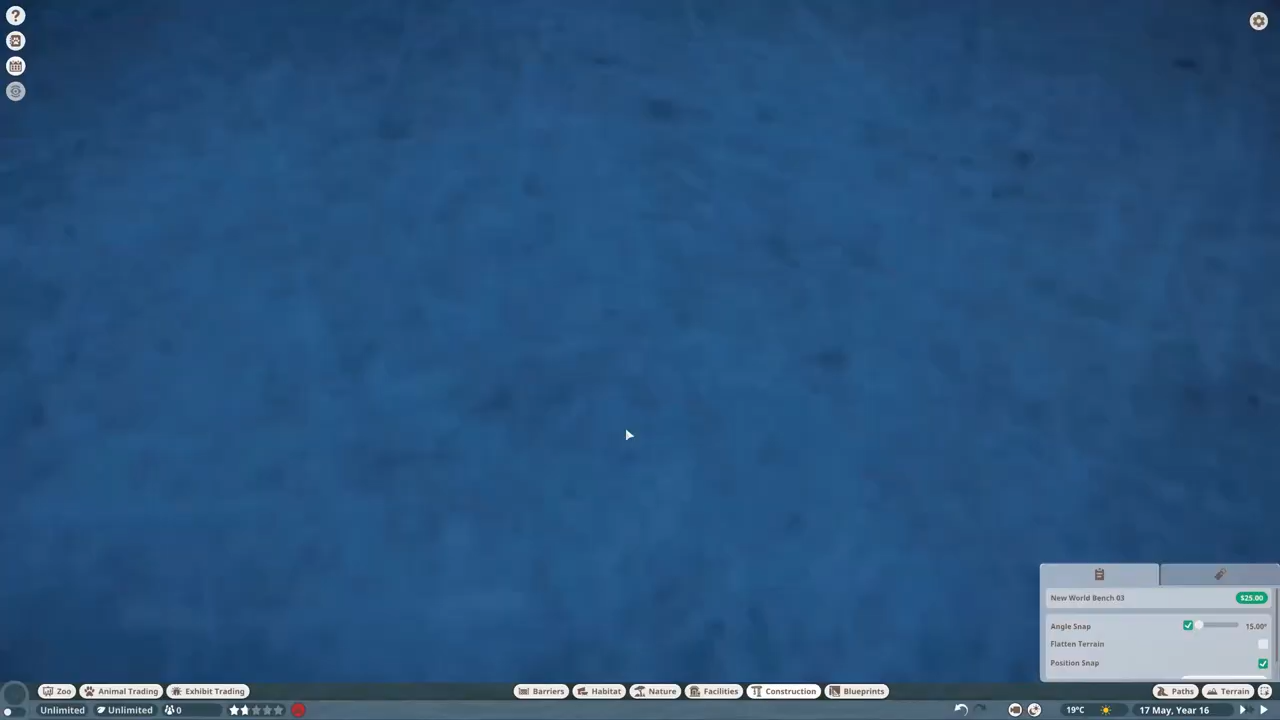 ?
New World Bench 03 $25.00
Angle Snap 15.00°
Flatten Terrain
Position Snap
Zoo Animal Trading Exhibit Trading Barriers Habitat Nature Facilities Construction Blueprints Paths Terrain
Unlimited Unlimited 0 19°C 17 May, Year 16